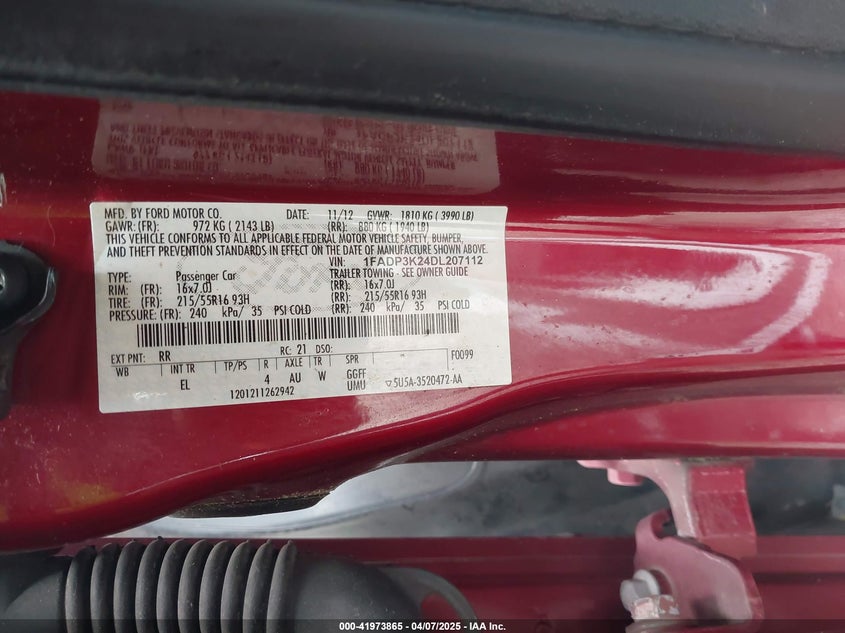 MFD. BY FORD MOTOR CO. DATE: 11/12 GVWR: 1810 KG ( 3990 LB)
GAWR: (FR): 972 KG ( 2143 LB) (RR): 880 KG ( 1940 LB)
THIS VEHICLE CONFORMS TO ALL APPLICABLE FEDERAL MOTOR VEHICLE SAFETY, BUMPER,
AND THEFT PREVENTION STANDARDS IN EFFECT ON THE DATE OF MANUFACTURE SHOWN ABOVE.
VIN: 1FADP3K24DL207112
TYPE: Passenger Car TRAILER TOWING - SEE OWNER GUIDE
RIM: (FR) 16x7.0J (RR): 16x7.0J
TIRE: (FR): 215/55R16 93H (RR): 215/55R16 93H
PRESSURE: (FR): 240 kPa/ 35 PSI COLD (RR): 240 kPa/ 35 PSI COLD
EXT PNT: RR RC: 21 DSO: F0099
WB INT TR TP/PS R AXLE TR SPR
EL 4 AU W GGFF
UMU 5U5A-3520472-AA
1201211262942
000-41973865 - 04/07/2025 - IAA Inc.